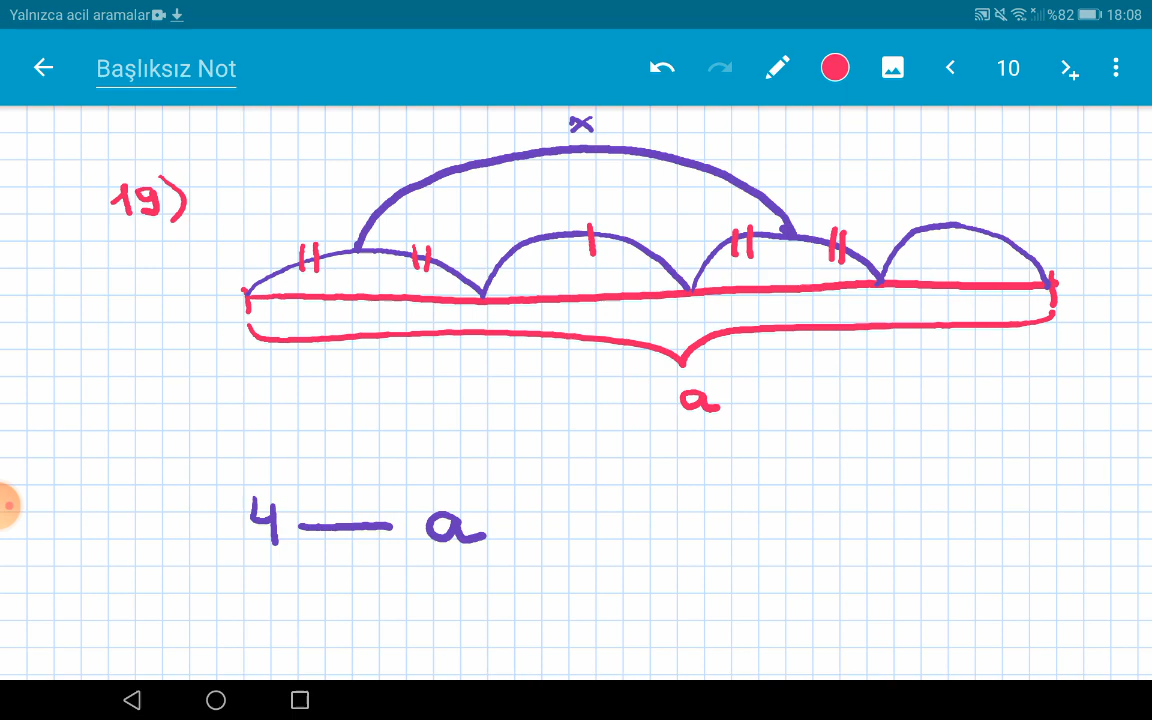 Yalnızca acil aramalar %82 18:08
Başlıksız Not 10
x
19)
a
4 — a